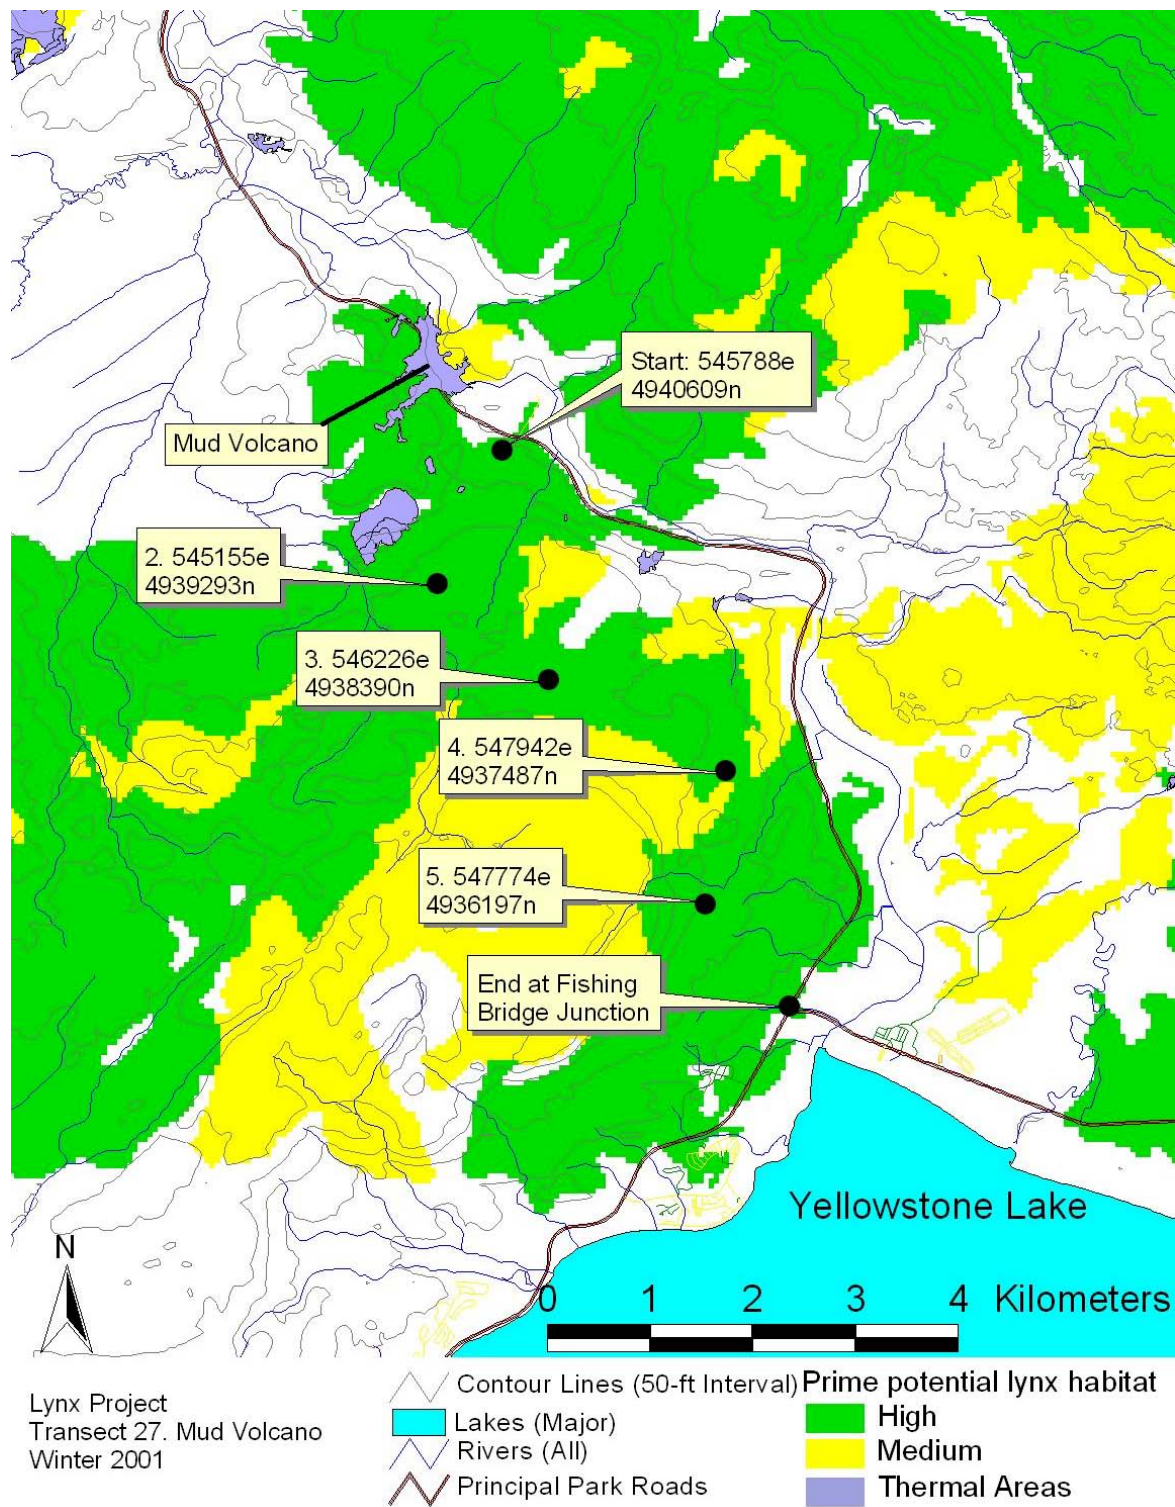 Start: 545788e
4940609n
Mud Volcano
2. 545155e
4939293n
3. 546226e
4938390n
4. 547942e
4937487n
5. 547774e
4936197n
End at Fishing
Bridge Junction
Yellowstone Lake
N
0 1 2 3 4 Kilometers
Lynx Project
Transect 27. Mud Volcano
Winter 2001
Contour Lines (50-ft Interval)
Lakes (Major)
Rivers (All)
Principal Park Roads
Prime potential lynx habitat
High
Medium
Thermal Areas